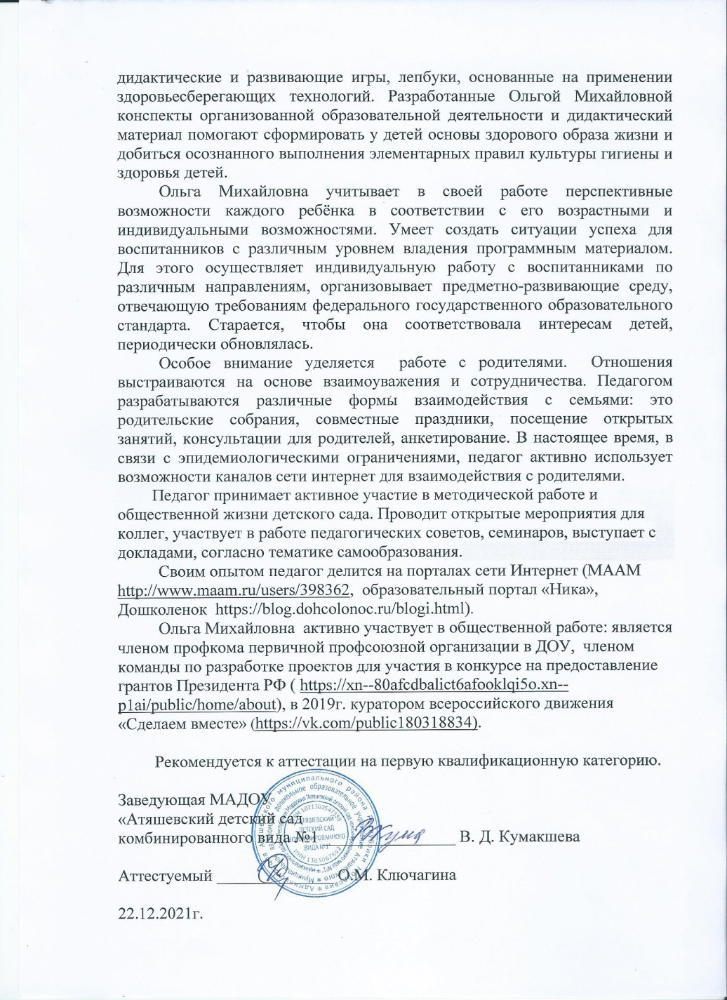 дидактические и развивающие игры, лепбуки, основанные на применении
здоровьесберегающих технологий. Разработанные Ольгой Михайловной
конспекты организованной образовательной деятельности и дидактический
материал помогают сформировать у детей основы здорового образа жизни и
добиться осознанного выполнения элементарных правил культуры гигиены и
здоровья детей.
Ольга Михайловна учитывает в своей работе перспективные
возможности каждого ребёнка в соответствии с его возрастными и
индивидуальными возможностями. Умеет создать ситуации успеха для
воспитанников с различным уровнем владения программным материалом.
Для этого осуществляет индивидуальную работу с воспитанниками по
различным направлениям, организовывает предметно-развивающие среду,
отвечающую требованиям федерального государственного образовательного
стандарта. Старается, чтобы она соответствовала интересам детей,
периодически обновлялась.
Особое внимание уделяется работе с родителями. Отношения
выстраиваются на основе взаимоуважения и сотрудничества. Педагогом
разрабатываются различные формы взаимодействия с семьями: это
родительские собрания, совместные праздники, посещение открытых
занятий, консультации для родителей, анкетирование. В настоящее время, в
связи с эпидемиологическими ограничениями, педагог активно использует
возможности каналов сети интернет для взаимодействия с родителями.
Педагог принимает активное участие в методической работе и
общественной жизни детского сада. Проводит открытые мероприятия для
коллег, участвует в работе педагогических советов, семинаров, выступает с
докладами, согласно тематике самообразования.
Своим опытом педагог делится на порталах сети Интернет (МААМ
http://www.maam.ru/users/398362, образовательный портал «Ника»,
Дошколенок https://blog.dohcolonoc.ru/blogi.html).
Ольга Михайловна активно участвует в общественной работе: является
членом профкома первичной профсоюзной организации в ДОУ, членом
команды по разработке проектов для участия в конкурсе на предоставление
грантов Президента РФ ( https://xn--80afcdbalict6afooklqi5o.xn--
p1ai/public/home/about), в 2019г. куратором всероссийского движения
«Сделаем вместе» (https://vk.com/public180318834).
Рекомендуется к аттестации на первую квалификационную категорию.
Заведующая МАДОУ
«Атяшевский детский сад
комбинированного вида №1 ________________ В. Д. Кумакшева
Аттестуемый ______________ О.М. Ключагина
22.12.2021г.
АТЯШЕВСКИЙ
ДЕТСКИЙ САД
КОМБИНИРОВАННОГО
ВИДА №1"